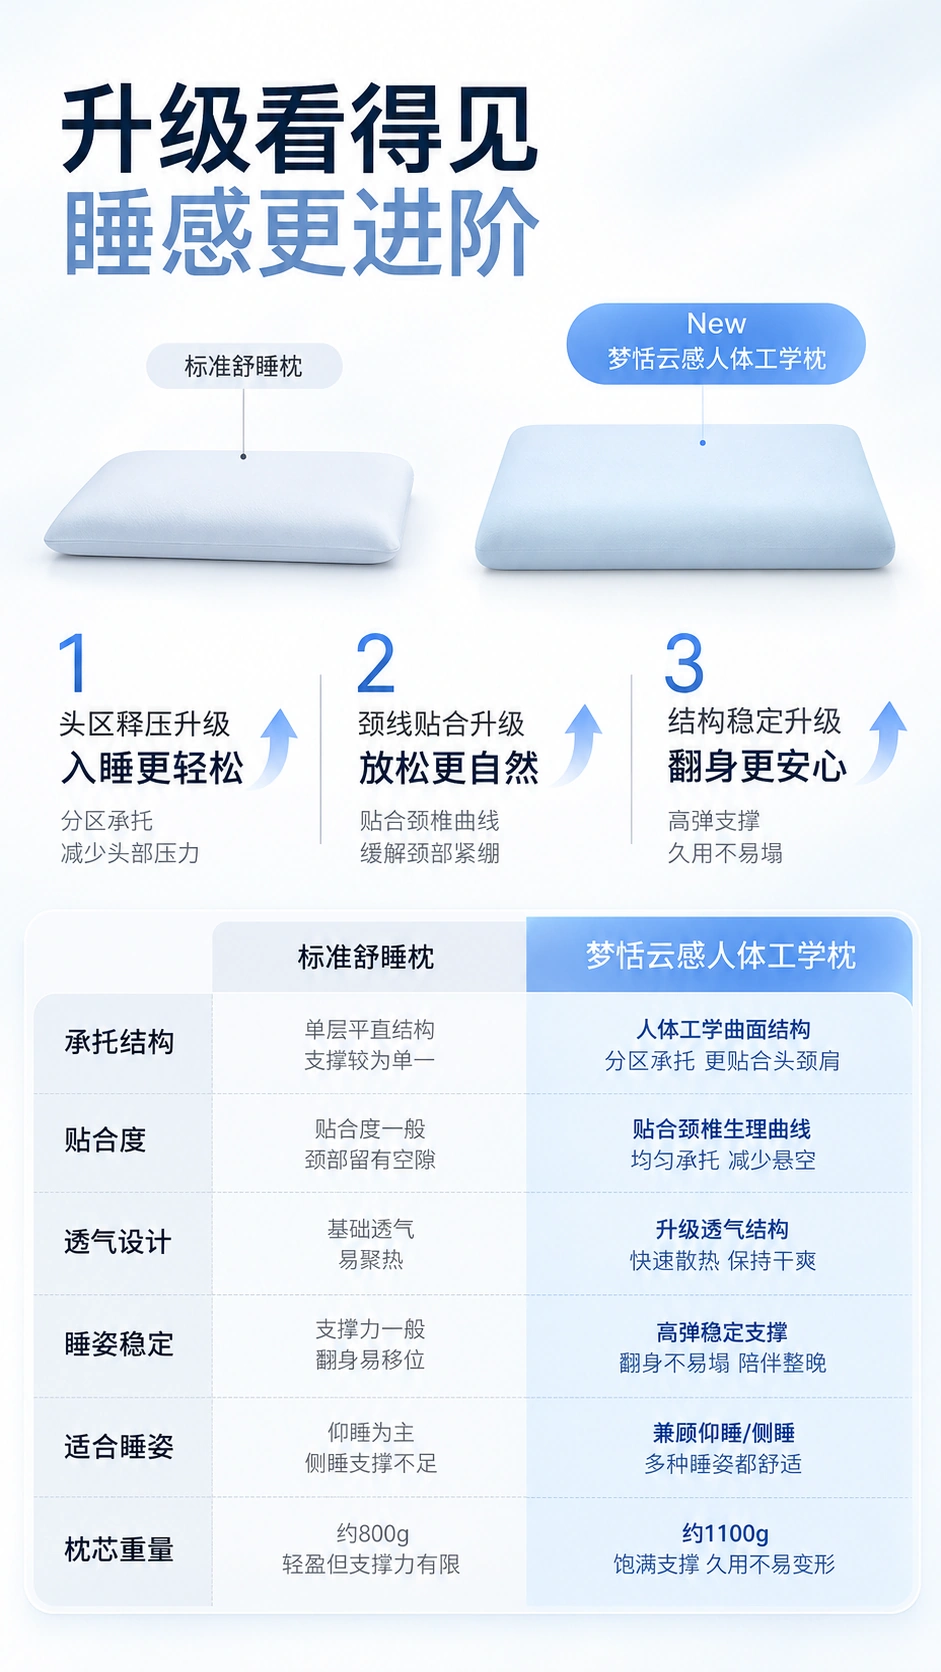 升级看得见
睡感更进阶
标准舒睡枕
New
梦恬云感人体工学枕
1
头区释压升级
入睡更轻松
分区承托
减少头部压力
2
颈线贴合升级
放松更自然
贴合颈椎曲线
缓解颈部紧绷
3
结构稳定升级
翻身更安心
高弹支撑
久用不易塌
标准舒睡枕
梦恬云感人体工学枕
承托结构
单层平直结构
支撑较为单一
人体工学曲面结构
分区承托 更贴合头颈肩
贴合度
贴合度一般
颈部留有空隙
贴合颈椎生理曲线
均匀承托 减少悬空
透气设计
基础透气
易聚热
升级透气结构
快速散热 保持干爽
睡姿稳定
支撑力一般
翻身易移位
高弹稳定支撑
翻身不易塌 陪伴整晚
适合睡姿
仰睡为主
侧睡支撑不足
兼顾仰睡/侧睡
多种睡姿都舒适
枕芯重量
约800g
轻盈但支撑力有限
约1100g
饱满支撑 久用不易变形